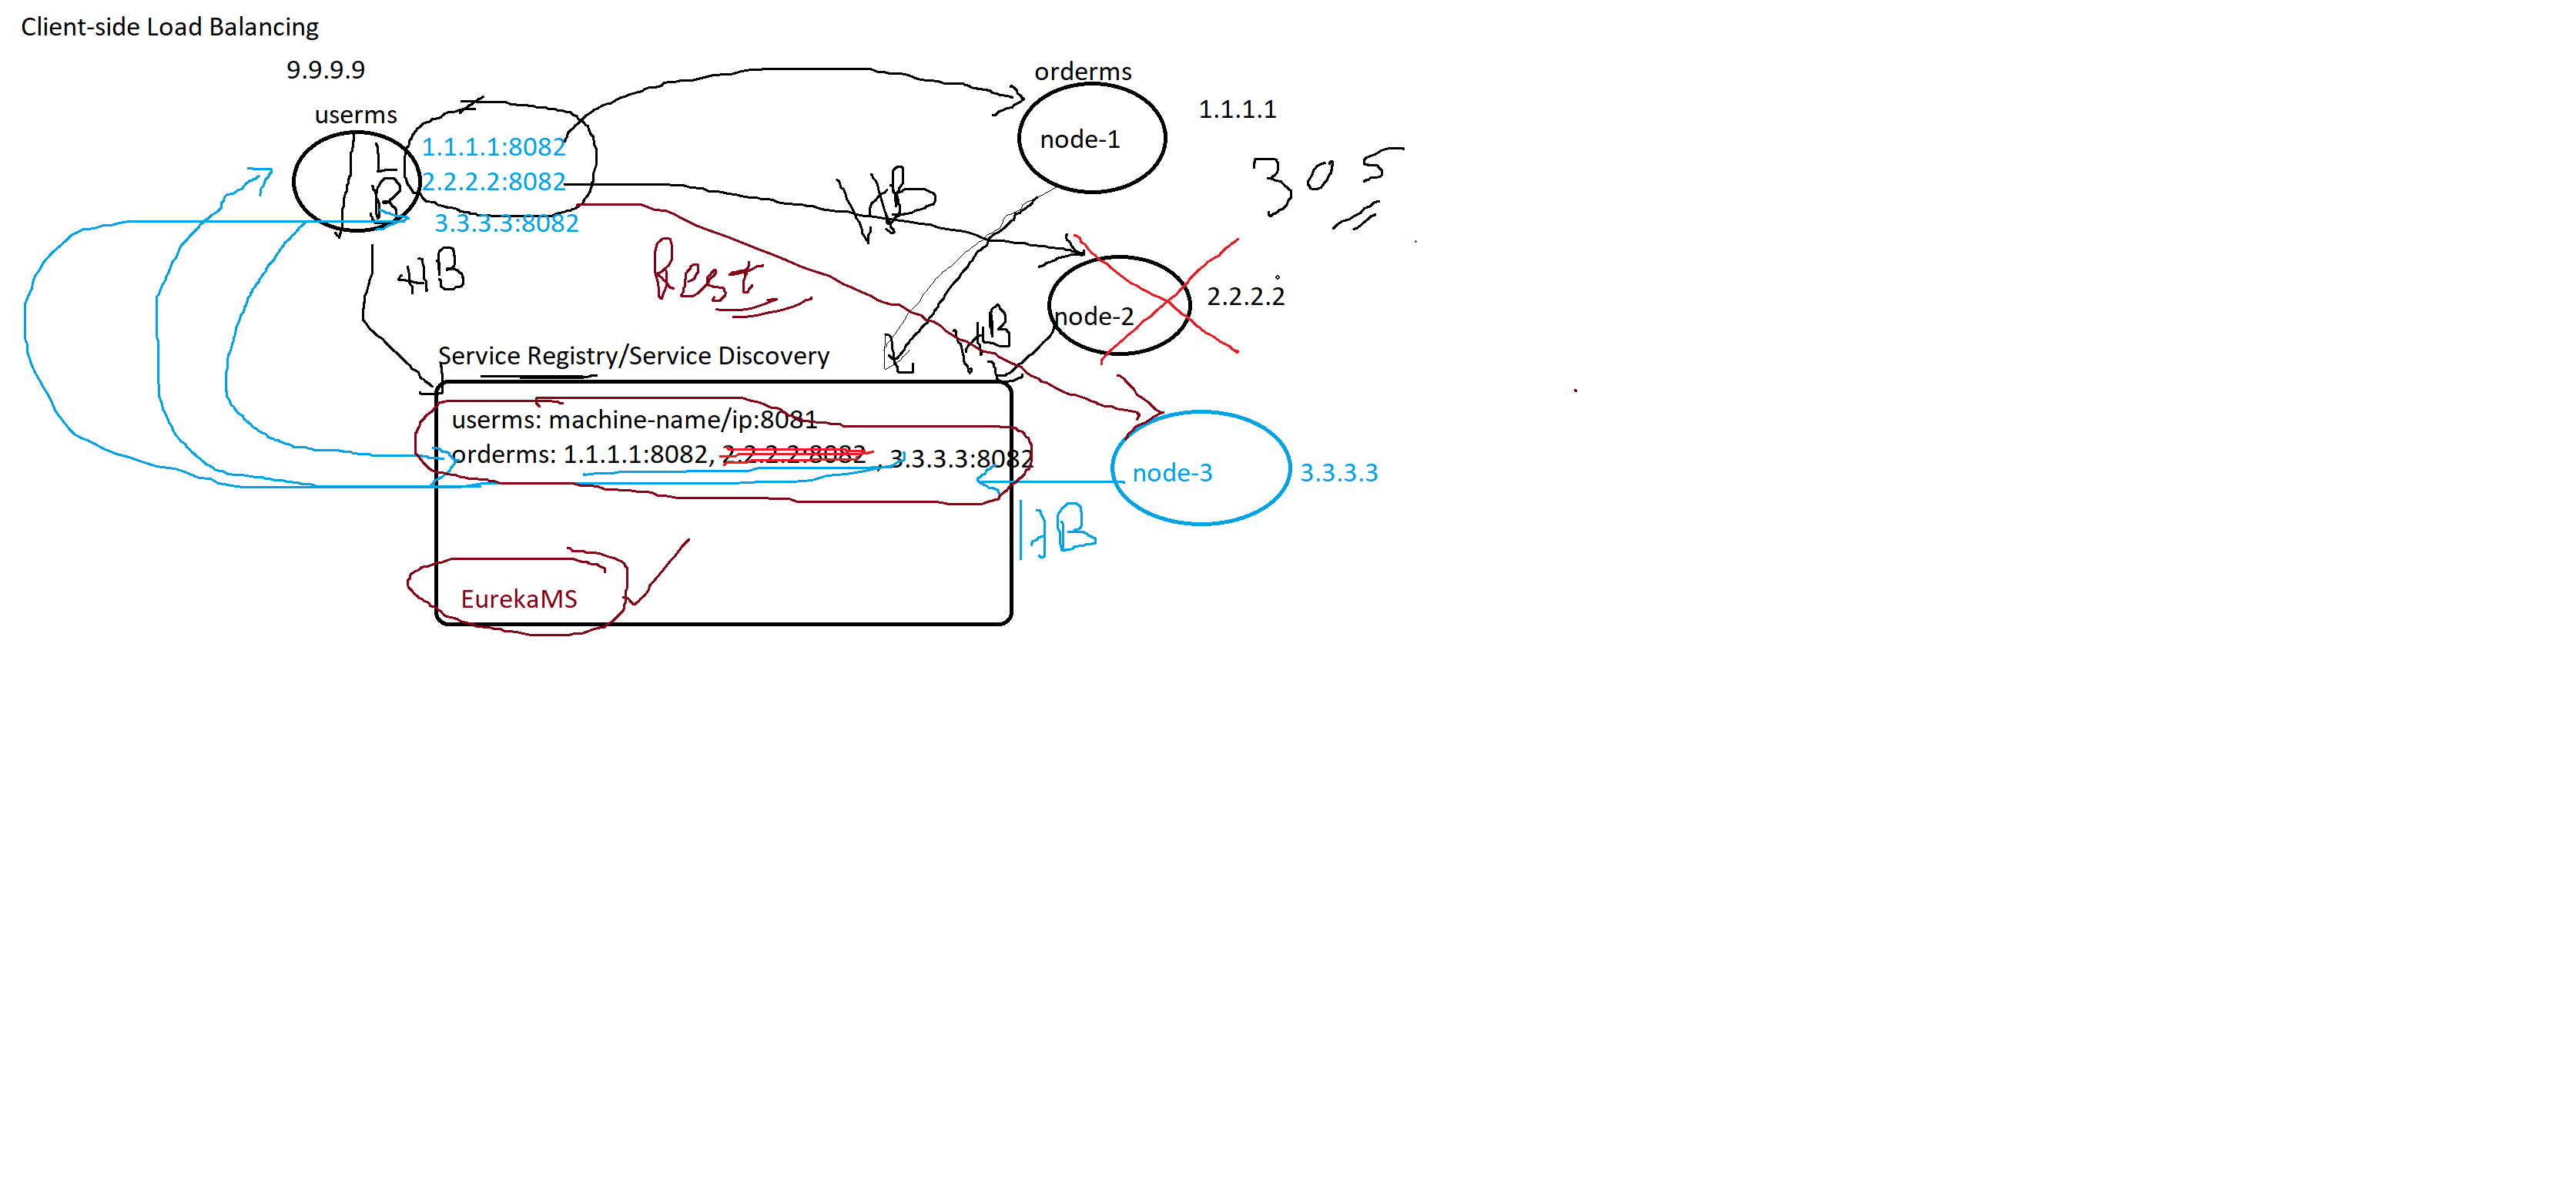 Client-side Load Balancing
9.9.9.9
userms
orderms
1.1.1.1:8082
2.2.2.2:8082
3.3.3.3:8082
LB
node-1
1.1.1.1
305
HB
HB
Rest
node-2
2.2.2.2
HB
Service Registry/Service Discovery
userms: machine-name/ip:8081
orderms: 1.1.1.1:8082, 2.2.2.2:8082 , 3.3.3.3:8082
node-3
3.3.3.3
HB
EurekaMS